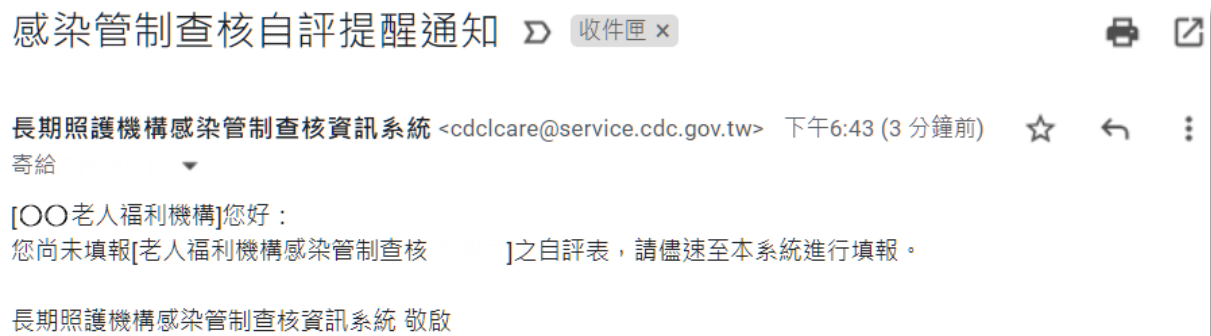 感染管制查核自評提醒通知 收件匣 ×
長期照護機構感染管制查核資訊系統 <cdclcare@service.cdc.gov.tw> 下午6:43 (3 分鐘前)
寄給
[〇〇老人福利機構]您好：
您尚未填報[老人福利機構感染管制查核 ]之自評表，請儘速至本系統進行填報。
長期照護機構感染管制查核資訊系統 敬啟